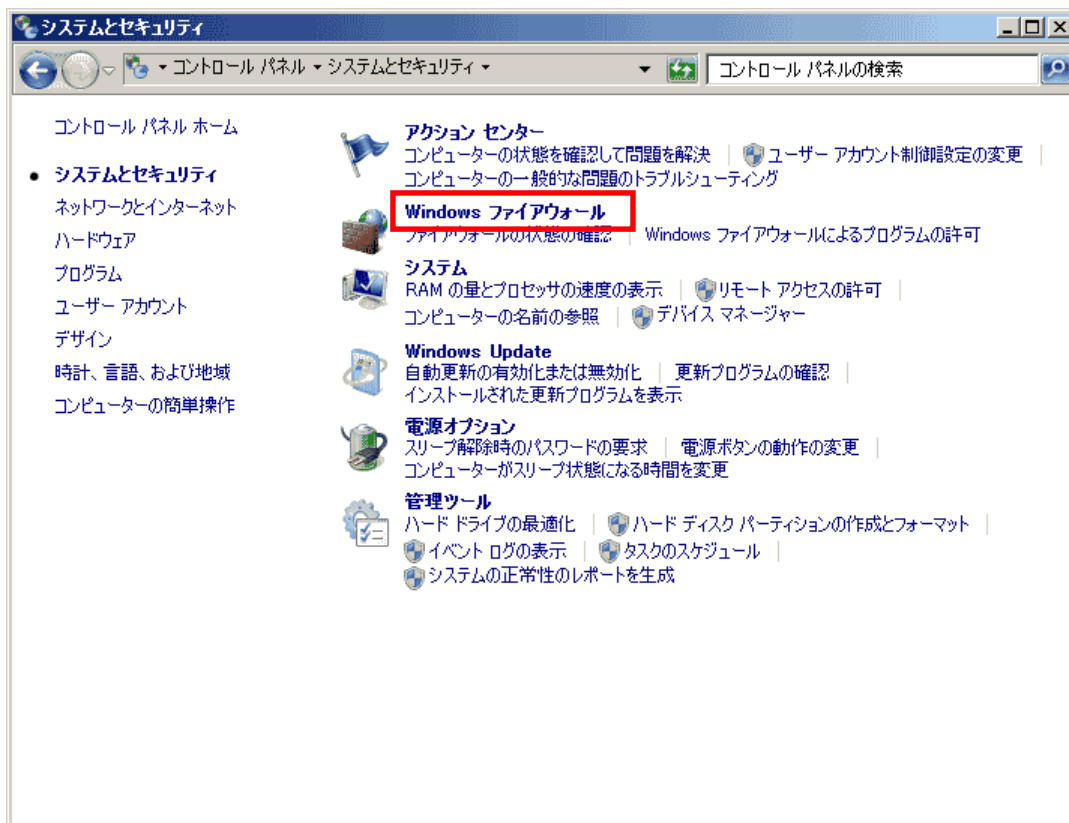 システムとセキュリティ
コントロール パネル システムとセキュリティ
コントロール パネルの検索
コントロール パネル ホーム
システムとセキュリティ
ネットワークとインターネット
ハードウェア
プログラム
ユーザー アカウント
デザイン
時計、言語、および地域
コンピューターの簡単操作
アクション センター
コンピューターの状態を確認して問題を解決 ユーザー アカウント制御設定の変更
コンピューターの一般的な問題のトラブルシューティング
Windows ファイアウォール
ファイアウォールの状態の確認 Windows ファイアウォールによるプログラムの許可
システム
RAM の量とプロセッサの速度の表示 リモート アクセスの許可
コンピューターの名前の参照 デバイス マネージャー
Windows Update
自動更新の有効化または無効化 更新プログラムの確認
インストールされた更新プログラムを表示
電源オプション
スリープ解除時のパスワードの要求 電源ボタンの動作の変更
コンピューターがスリープ状態になる時間を変更
管理ツール
ハード ドライブの最適化 ハード ディスク パーティションの作成とフォーマット
イベント ログの表示 タスクのスケジュール
システムの正常性のレポートを生成